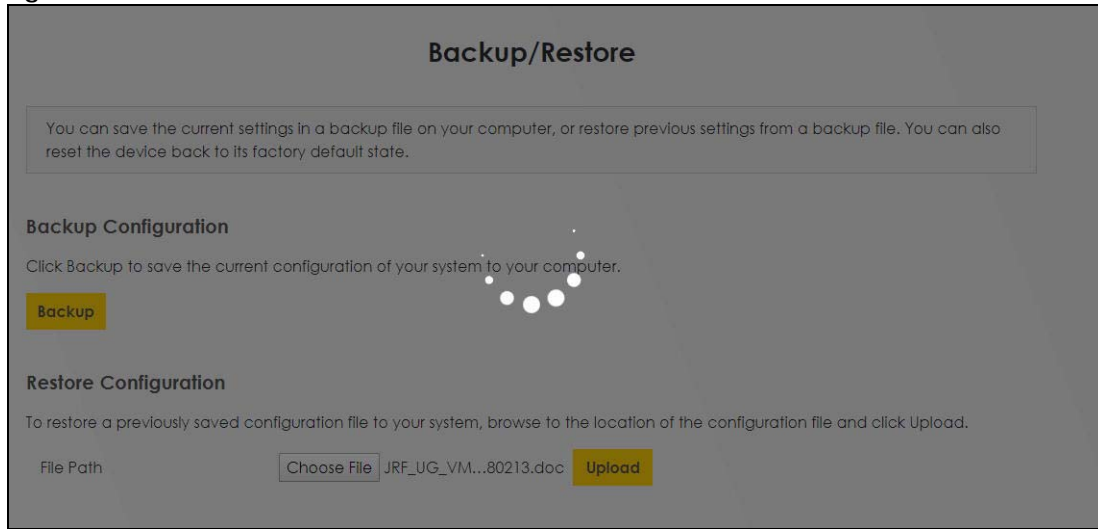 Backup/Restore
You can save the current settings in a backup file on your computer, or restore previous settings from a backup file. You can also
reset the device back to its factory default state.
Backup Configuration
Click Backup to save the current configuration of your system to your computer.
Backup
Restore Configuration
To restore a previously saved configuration file to your system, browse to the location of the configuration file and click Upload.
File Path Choose File JRF_UG_VM...80213.doc Upload